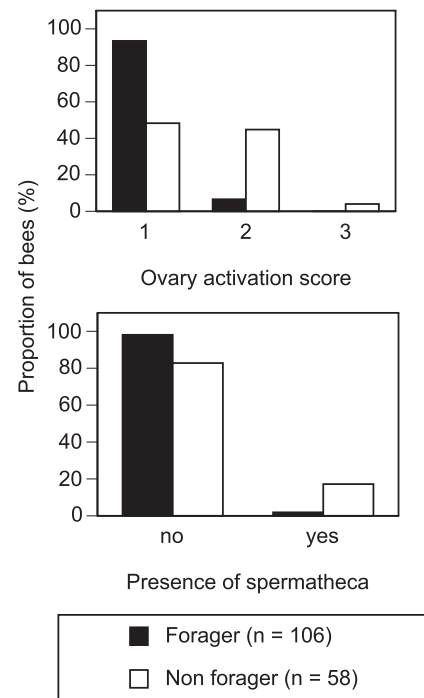 Proportion of bees (%)
100
80
60
40
20
0
1 2 3
Ovary activation score
100
80
60
40
20
0
no yes
Presence of spermatheca
Forager (n = 106)
Non forager (n = 58)